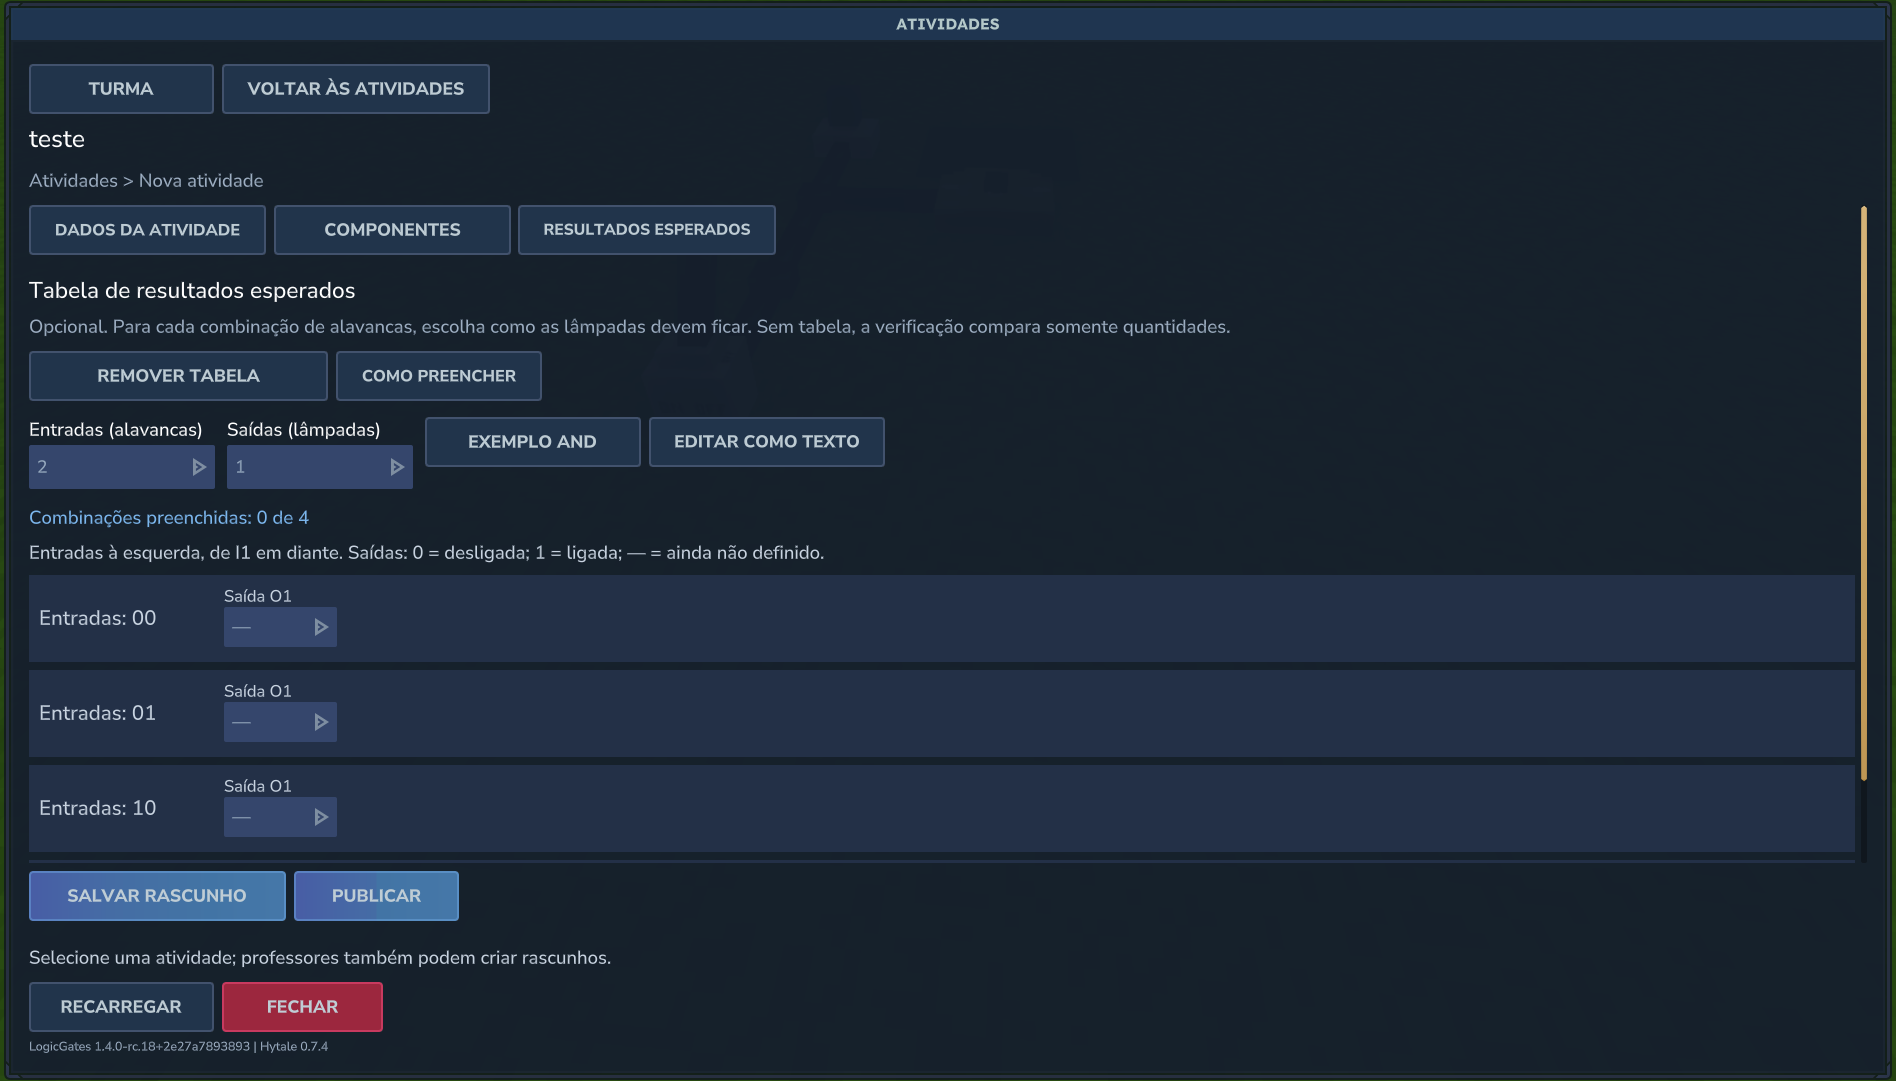 ATIVIDADES
TURMA
VOLTAR ÀS ATIVIDADES
teste
Atividades > Nova atividade
DADOS DA ATIVIDADE
COMPONENTES
RESULTADOS ESPERADOS
Tabela de resultados esperados
Opcional. Para cada combinação de alavancas, escolha como as lâmpadas devem ficar. Sem tabela, a verificação compara somente quantidades.
REMOVER TABELA
COMO PREENCHER
Entradas (alavancas)
Saídas (lâmpadas)
2
1
EXEMPLO AND
EDITAR COMO TEXTO
Combinações preenchidas: 0 de 4
Entradas à esquerda, de I1 em diante. Saídas: 0 = desligada; 1 = ligada; — = ainda não definido.
Entradas: 00
Saída O1
—
Entradas: 01
Saída O1
—
Entradas: 10
Saída O1
—
SALVAR RASCUNHO
PUBLICAR
Selecione uma atividade; professores também podem criar rascunhos.
RECARREGAR
FECHAR
LogicGates 1.4.0-rc.18+2e27a7893893 | Hytale 0.7.4